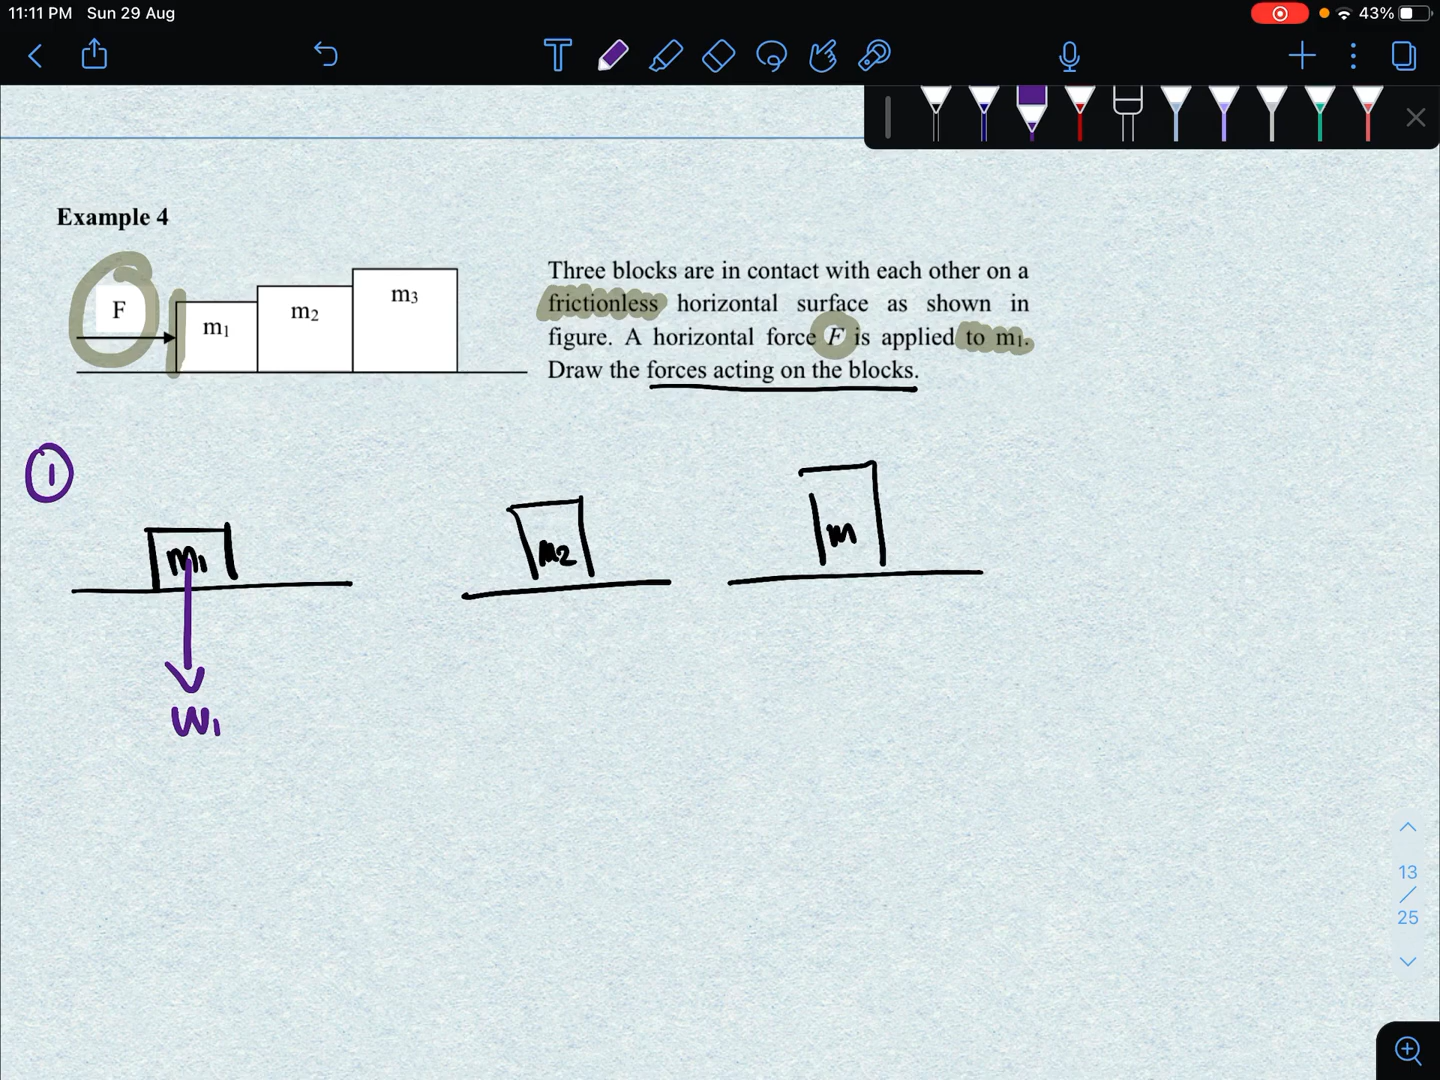 11:11 PM Sun 29 Aug
43%
Example 4
F
m₁
m₂
m₃
Three blocks are in contact with each other on a
frictionless horizontal surface as shown in
figure. A horizontal force F is applied to m₁.
Draw the forces acting on the blocks.
1
m₁
m₂
m
W₁
13
/
25